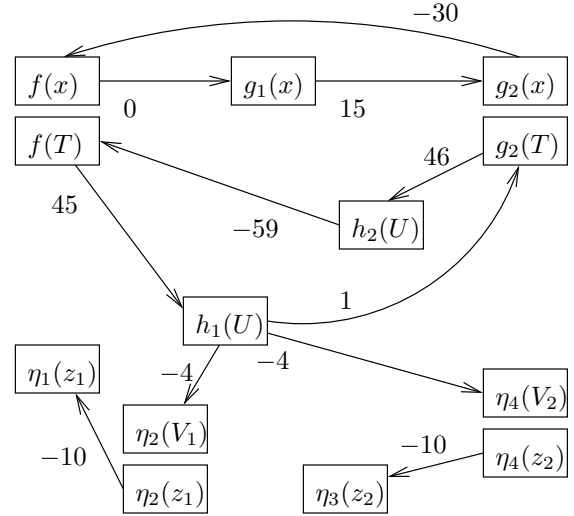 −30
f(x) g₁(x) g₂(x)
0 15
f(T) g₂(T)
46
45 −59 h₂(U)
1
h₁(U)
−4 −4
η₁(z₁) η₂(V₁) η₄(V₂)
−10 −10
η₂(z₁) η₃(z₂) η₄(z₂)